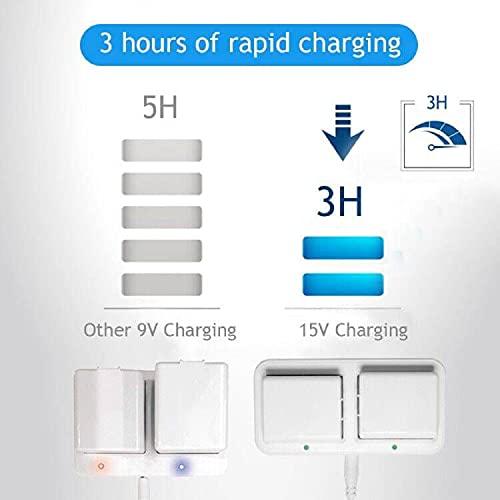 3 hours of rapid charging
5H
3H
3H
Other 9V Charging
15V Charging